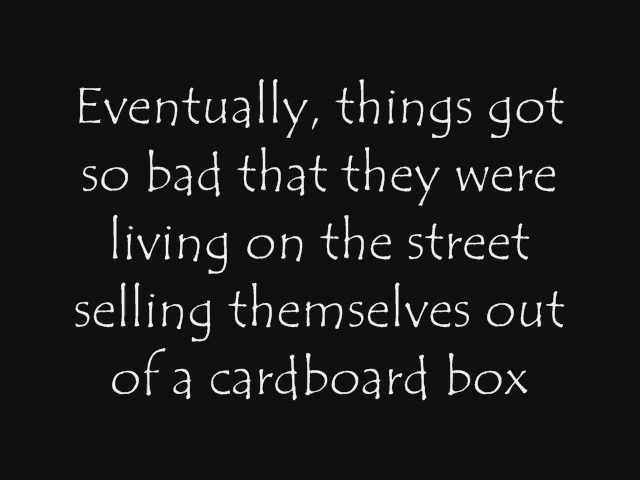 Eventually, things got
so bad that they were
living on the street
selling themselves out
of a cardboard box